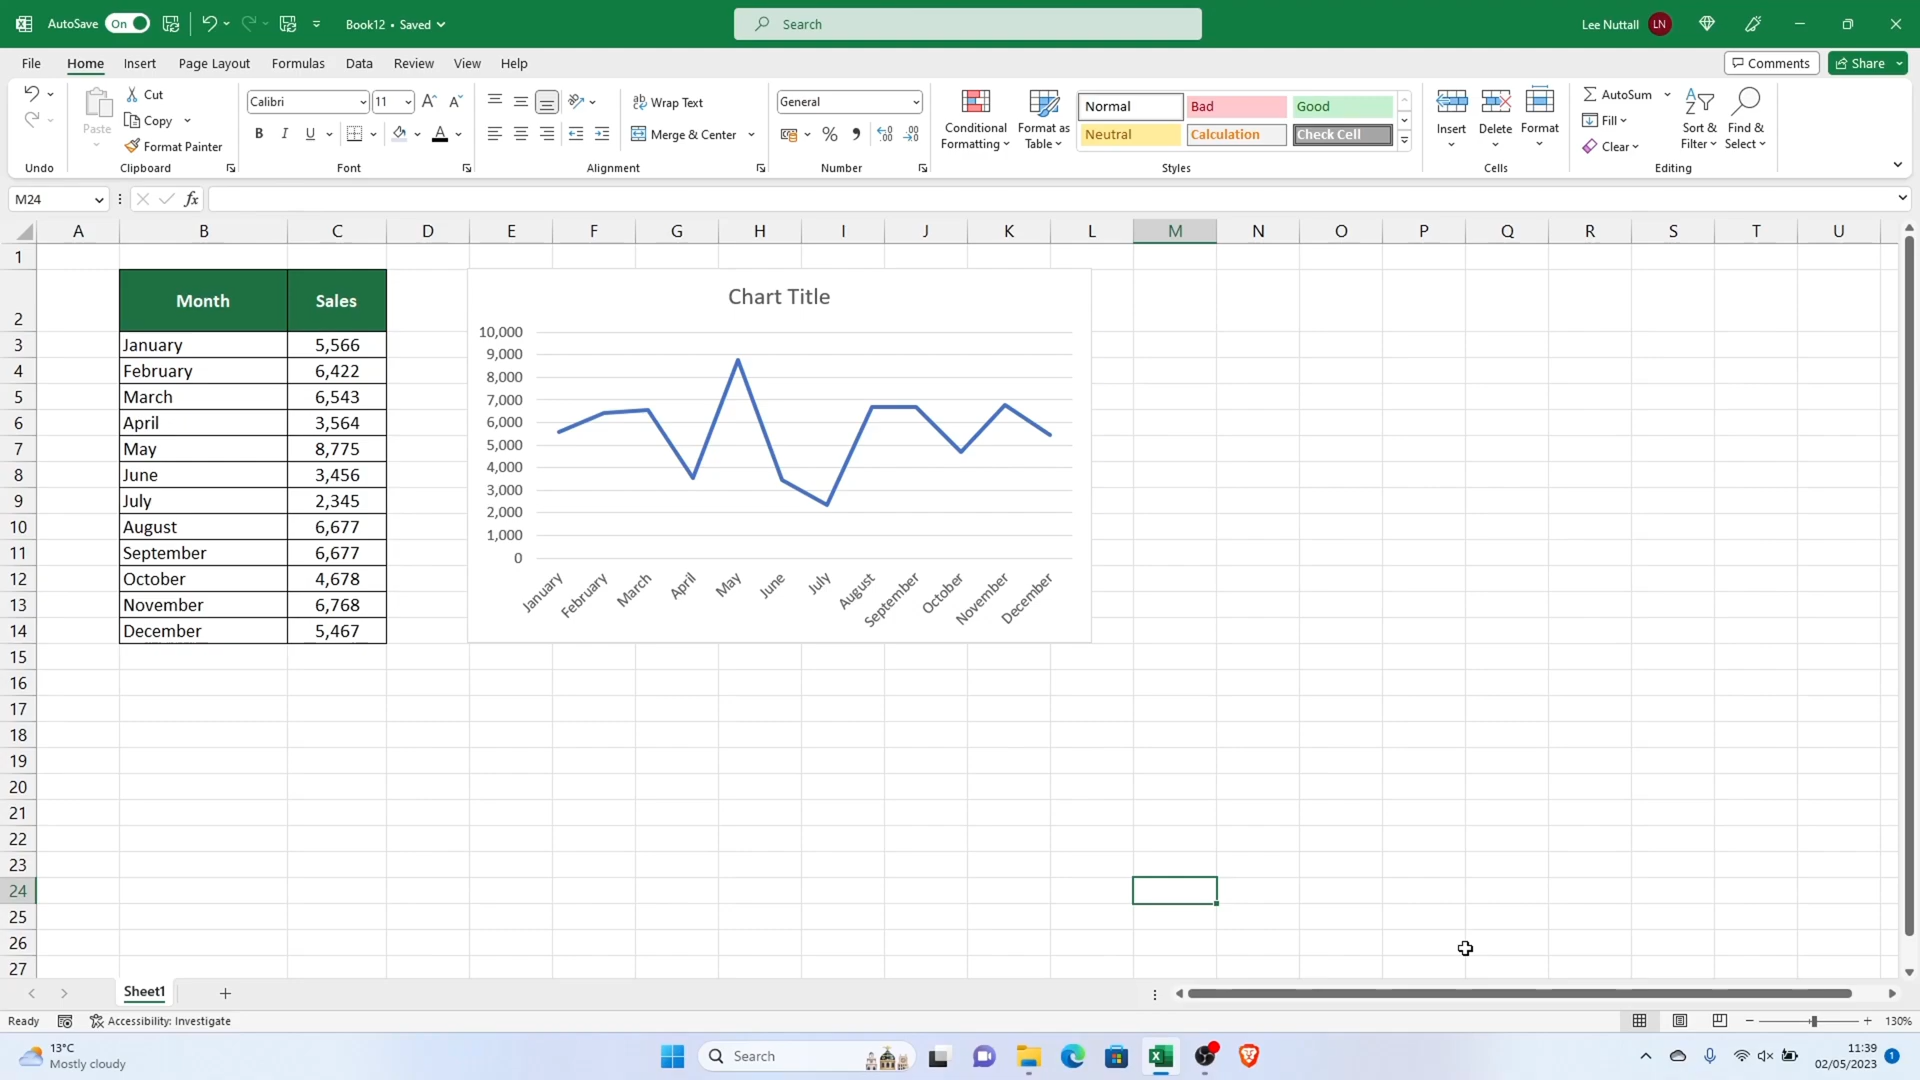 AutoSave On Book12 • Saved Search Lee Nuttall LN
File Home Insert Page Layout Formulas Data Review View Help Comments Share
Cut Calibri 11 Wrap Text General Normal Bad Good AutoSum
Paste Copy Conditional Formatting Format as Table Insert Delete Format Fill Sort & Filter Find & Select
B I U A Merge & Center % Neutral Calculation Check Cell
Format Painter Clear
Undo Clipboard Font Alignment Number Styles Cells Editing
M24 fx
A B C D E F G H I J K L M N O P Q R S T U
1
2 Month Sales
3 January 5,566
4 February 6,422
5 March 6,543
6 April 3,564
7 May 8,775
8 June 3,456
9 July 2,345
10 August 6,677
11 September 6,677
12 October 4,678
13 November 6,768
14 December 5,467
15
16
17
18
19
20
21
22
23
24
25
26
27
Chart Title
10,000
9,000
8,000
7,000
6,000
5,000
4,000
3,000
2,000
1,000
0
January February March April May June July August September October November December
Sheet1
Ready Accessibility: Investigate 130%
13°C
Mostly cloudy
Search
11:39
02/05/2023
1